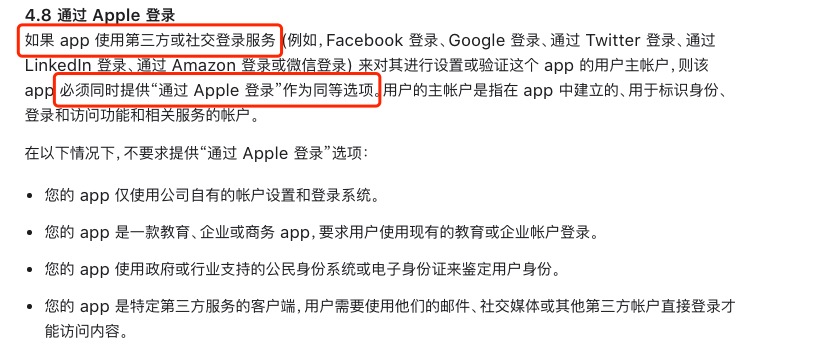 4.8 通过 Apple 登录
如果 app 使用第三方或社交登录服务 (例如, Facebook 登录、Google 登录、通过 Twitter 登录、通过
LinkedIn 登录、通过 Amazon 登录或微信登录) 来对其进行设置或验证这个 app 的用户主帐户, 则该
app 必须同时提供“通过 Apple 登录”作为同等选项。用户的主帐户是指在 app 中建立的、用于标识身份、
登录和访问功能和相关服务的帐户。
在以下情况下, 不要求提供“通过 Apple 登录”选项:
• 您的 app 仅使用公司自有的帐户设置和登录系统。
• 您的 app 是一款教育、企业或商务 app, 要求用户使用现有的教育或企业帐户登录。
• 您的 app 使用政府或行业支持的公民身份系统或电子身份证来鉴定用户身份。
• 您的 app 是特定第三方服务的客户端, 用户需要使用他们的邮件、社交媒体或其他第三方帐户直接登录才
能访问内容。